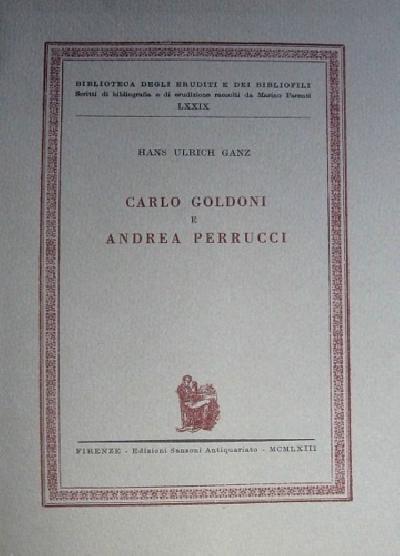 BIBLIOTECA DEGLI ERUDITI E DEI BIBLIOFILI
Scritti di bibliografia e di erudizione raccolti da Marino Parenti
LXXIX
HANS ULRICH GANZ
CARLO GOLDONI
E
ANDREA PERRUCCI
FIRENZE - Edizioni Sansoni Antiquariato - MCMLXIII